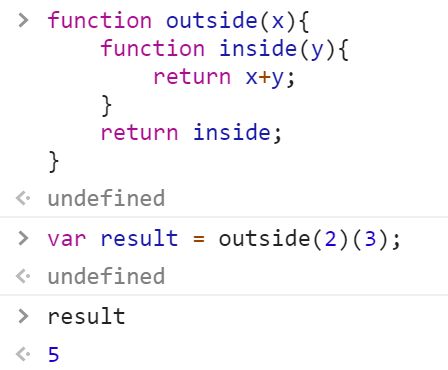 > function outside(x){
    function inside(y){
        return x+y;
    }
    return inside;
}
undefined
> var result = outside(2)(3);
undefined
> result
5